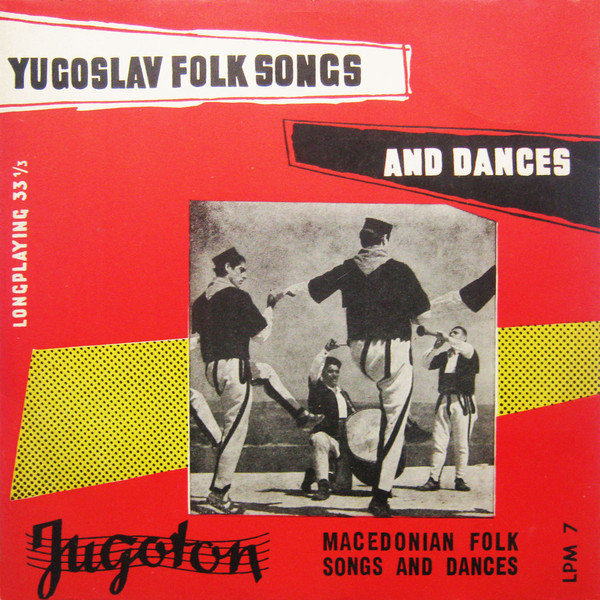 YUGOSLAV FOLK SONGS
AND DANCES
LONGPLAYING 33 1/3
Jugoton
MACEDONIAN FOLK
SONGS AND DANCES
LPM 7